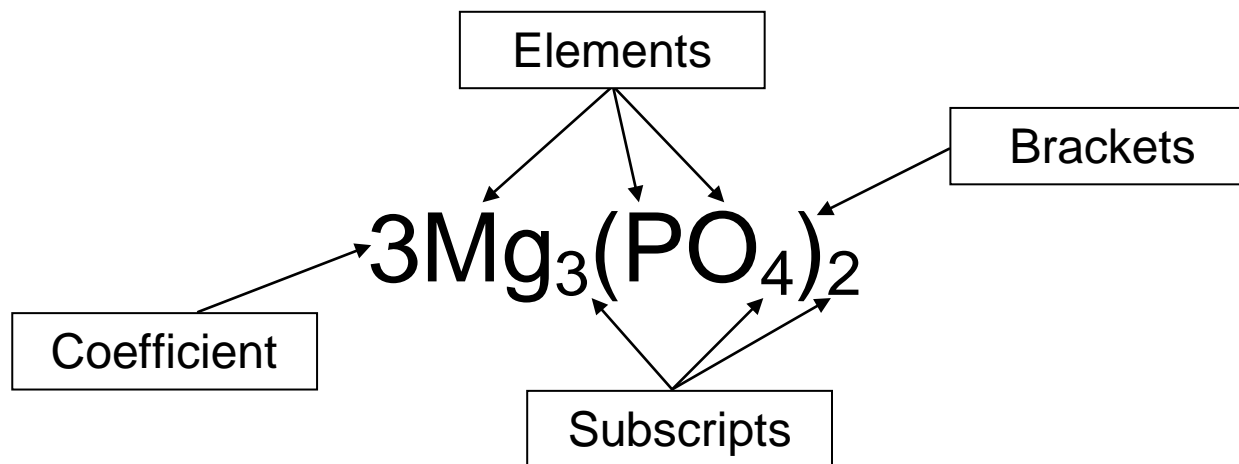 Elements
Brackets
3Mg₃(PO₄)₂
Coefficient
Subscripts